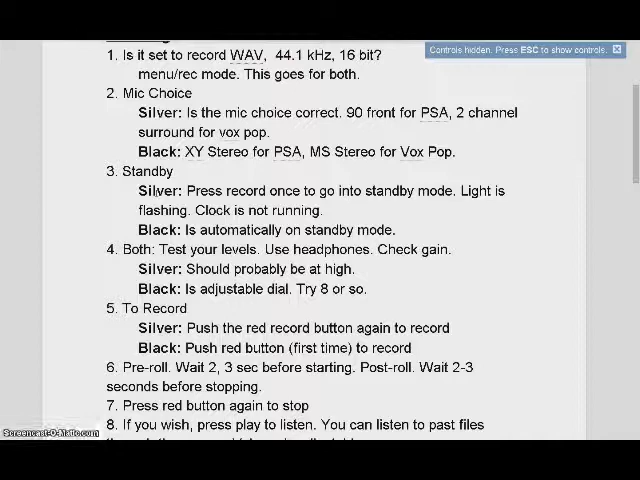 Controls hidden. Press ESC to show controls.
1. Is it set to record WAV, 44.1 kHz, 16 bit?
menu/rec mode. This goes for both.
2. Mic Choice
Silver: Is the mic choice correct. 90 front for PSA, 2 channel
surround for vox pop.
Black: XY Stereo for PSA, MS Stereo for Vox Pop.
3. Standby
Silver: Press record once to go into standby mode. Light is
flashing. Clock is not running.
Black: Is automatically on standby mode.
4. Both: Test your levels. Use headphones. Check gain.
Silver: Should probably be at high.
Black: Is adjustable dial. Try 8 or so.
5. To Record
Silver: Push the red record button again to record
Black: Push red button (first time) to record
6. Pre-roll. Wait 2, 3 sec before starting. Post-roll. Wait 2-3
seconds before stopping.
7. Press red button again to stop
8. If you wish, press play to listen. You can listen to past files
Screencast-O-Matic.com